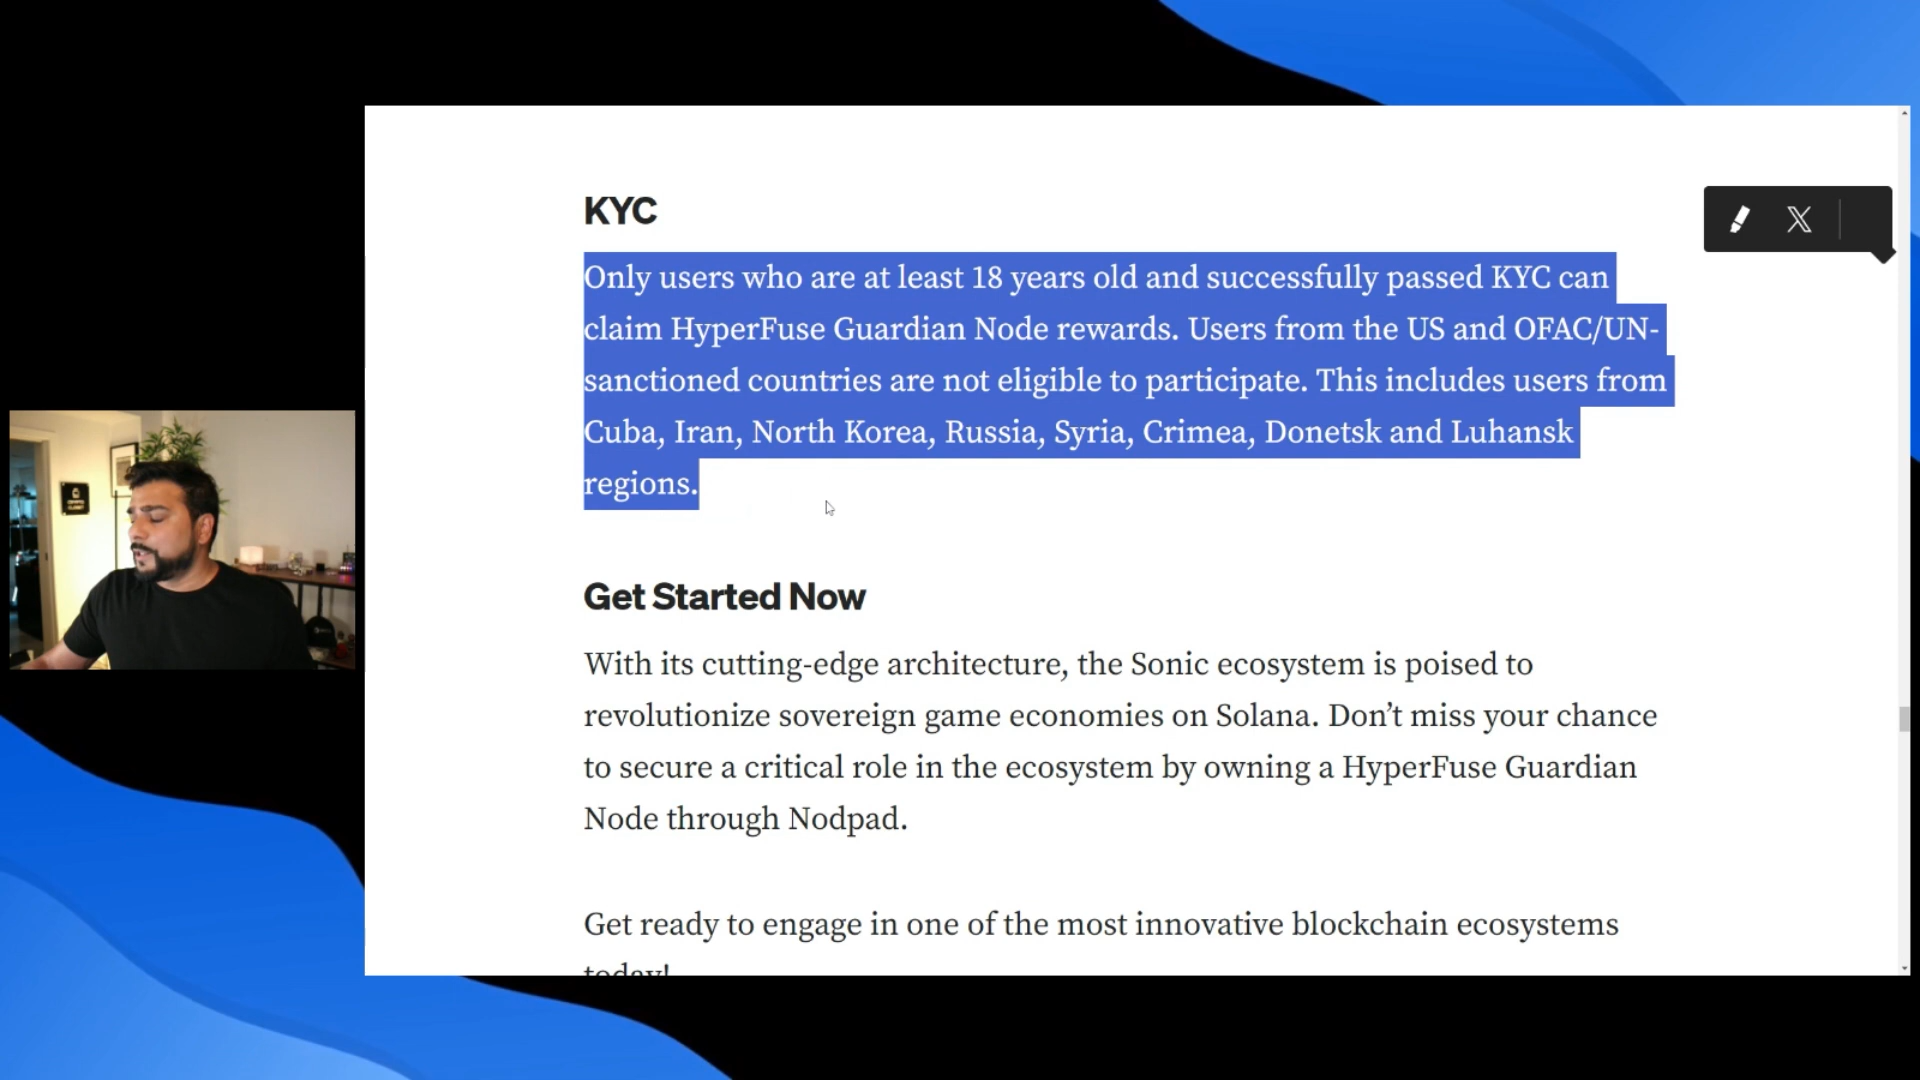 KYC
Only users who are at least 18 years old and successfully passed KYC can
claim HyperFuse Guardian Node rewards. Users from the US and OFAC/UN-
sanctioned countries are not eligible to participate. This includes users from
Cuba, Iran, North Korea, Russia, Syria, Crimea, Donetsk and Luhansk
regions.
Get Started Now
With its cutting-edge architecture, the Sonic ecosystem is poised to
revolutionize sovereign game economies on Solana. Don’t miss your chance
to secure a critical role in the ecosystem by owning a HyperFuse Guardian
Node through Nodpad.
Get ready to engage in one of the most innovative blockchain ecosystems
today!